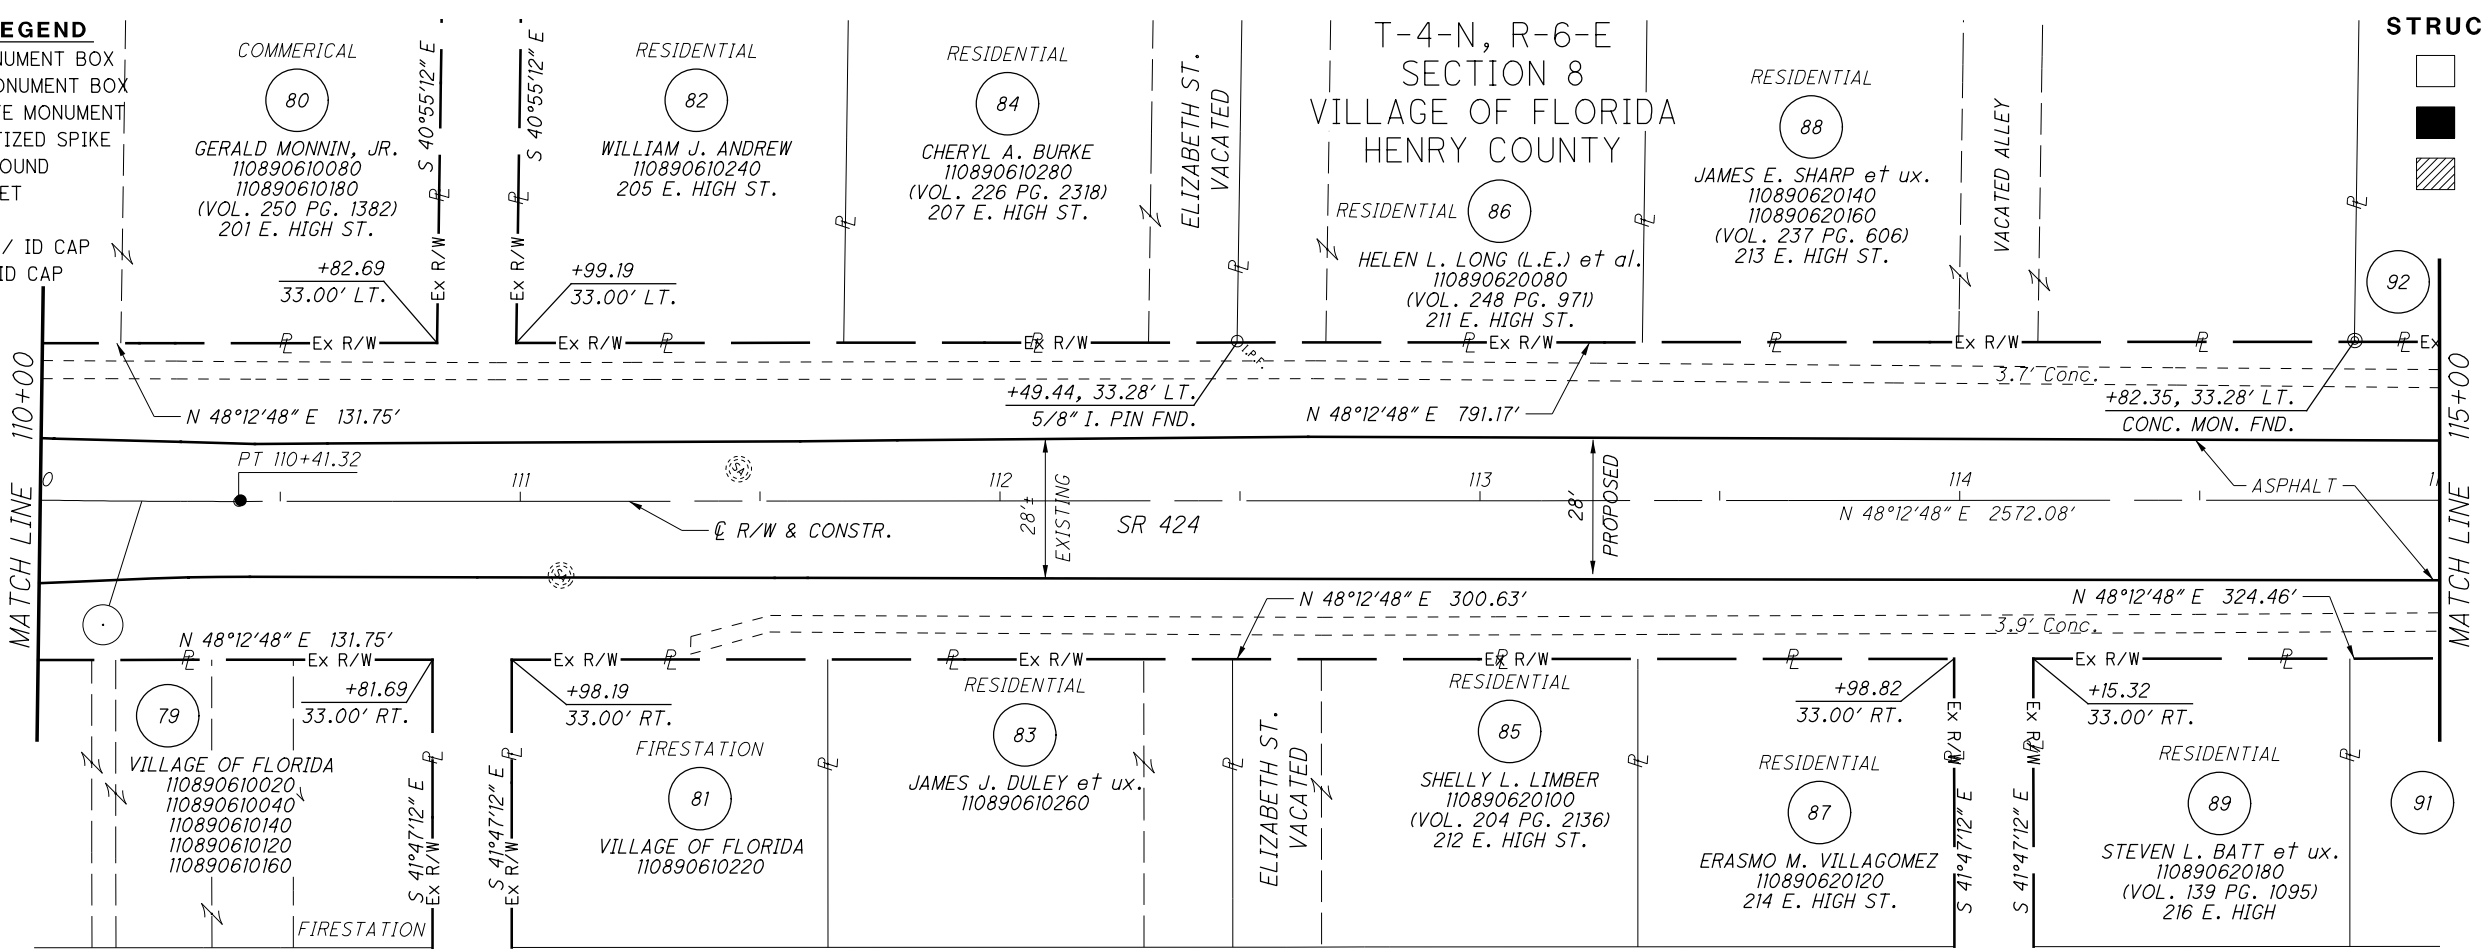 EGEND
NUMENT BOX
ONUMENT BOX
TE MONUMENT
TIZED SPIKE
OUND
ET
/ ID CAP
ID CAP
COMMERICAL
80
GERALD MONNIN, JR.
110890610080
110890610180
(VOL. 250 PG. 1382)
201 E. HIGH ST.
S 40°55'12" E
S 40°55'12" E
Ex R/W
Ex R/W
+82.69
33.00' LT.
+99.19
33.00' LT.
RESIDENTIAL
82
WILLIAM J. ANDREW
110890610240
205 E. HIGH ST.
RESIDENTIAL
84
CHERYL A. BURKE
110890610280
(VOL. 226 PG. 2318)
207 E. HIGH ST.
ELIZABETH ST.
VACATED
T-4-N, R-6-E
SECTION 8
VILLAGE OF FLORIDA
HENRY COUNTY
RESIDENTIAL
86
HELEN L. LONG (L.E.) et al.
110890620080
(VOL. 248 PG. 971)
211 E. HIGH ST.
RESIDENTIAL
88
JAMES E. SHARP et ux.
110890620140
110890620160
(VOL. 237 PG. 606)
213 E. HIGH ST.
VACATED ALLEY
STRUC
92
Ex R/W
Ex R/W
Ex R/W
Ex R/W
Ex R/W
Ex
I.P.F.
3.7' Conc.
N 48°12'48" E 131.75'
+49.44, 33.28' LT.
5/8" I. PIN FND.
N 48°12'48" E 791.17'
+82.35, 33.28' LT.
CONC. MON. FND.
MATCH LINE 110+00
MATCH LINE 115+00
PT 110+41.32
0
111
112
113
114
11
SA
SA
℄ R/W & CONSTR.
28'±
EXISTING
SR 424
28'
PROPOSED
N 48°12'48" E 2572.08'
ASPHALT
N 48°12'48" E 300.63'
N 48°12'48" E 324.46'
3.9' Conc.
N 48°12'48" E 131.75'
Ex R/W
Ex R/W
Ex R/W
Ex R/W
Ex R/W
+81.69
33.00' RT.
+98.19
33.00' RT.
+98.82
33.00' RT.
+15.32
33.00' RT.
79
VILLAGE OF FLORIDA
110890610020
110890610040
110890610140
110890610120
110890610160
FIRESTATION
S 41°47'12" E
Ex R/W
S 41°47'12" E
Ex R/W
FIRESTATION
81
VILLAGE OF FLORIDA
110890610220
RESIDENTIAL
83
JAMES J. DULEY et ux.
110890610260
ELIZABETH ST.
VACATED
RESIDENTIAL
85
SHELLY L. LIMBER
110890620100
(VOL. 204 PG. 2136)
212 E. HIGH ST.
RESIDENTIAL
87
ERASMO M. VILLAGOMEZ
110890620120
214 E. HIGH ST.
Ex R/W
S 41°47'12" E
Ex R/W
S 41°47'12" E
RESIDENTIAL
89
STEVEN L. BATT et ux.
110890620180
(VOL. 139 PG. 1095)
216 E. HIGH
91